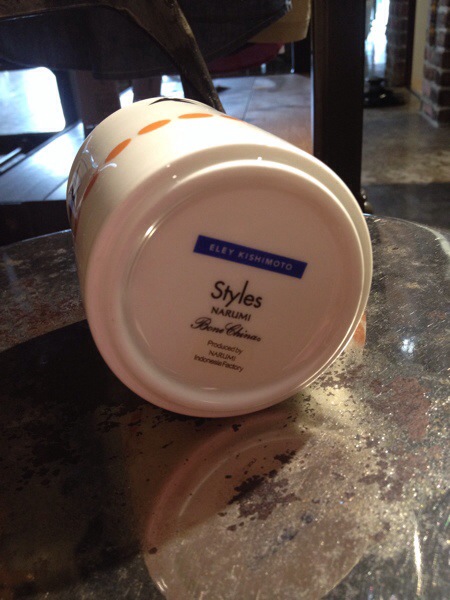 ELEY KISHIMOTO
Styles
NARUMI
Bone China
Produced by
NARUMI
Indonesia Factory